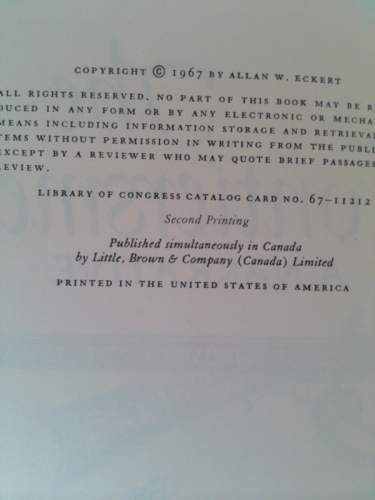 COPYRIGHT © 1967 BY ALLAN W. ECKERT
ALL RIGHTS RESERVED. NO PART OF THIS BOOK MAY BE R
DUCED IN ANY FORM OR BY ANY ELECTRONIC OR MECHA
MEANS INCLUDING INFORMATION STORAGE AND RETRIEVAL
TEMS WITHOUT PERMISSION IN WRITING FROM THE PUBLI
EXCEPT BY A REVIEWER WHO MAY QUOTE BRIEF PASSAGES
REVIEW.
LIBRARY OF CONGRESS CATALOG CARD NO. 67-11212
Second Printing
Published simultaneously in Canada
by Little, Brown & Company (Canada) Limited
PRINTED IN THE UNITED STATES OF AMERICA